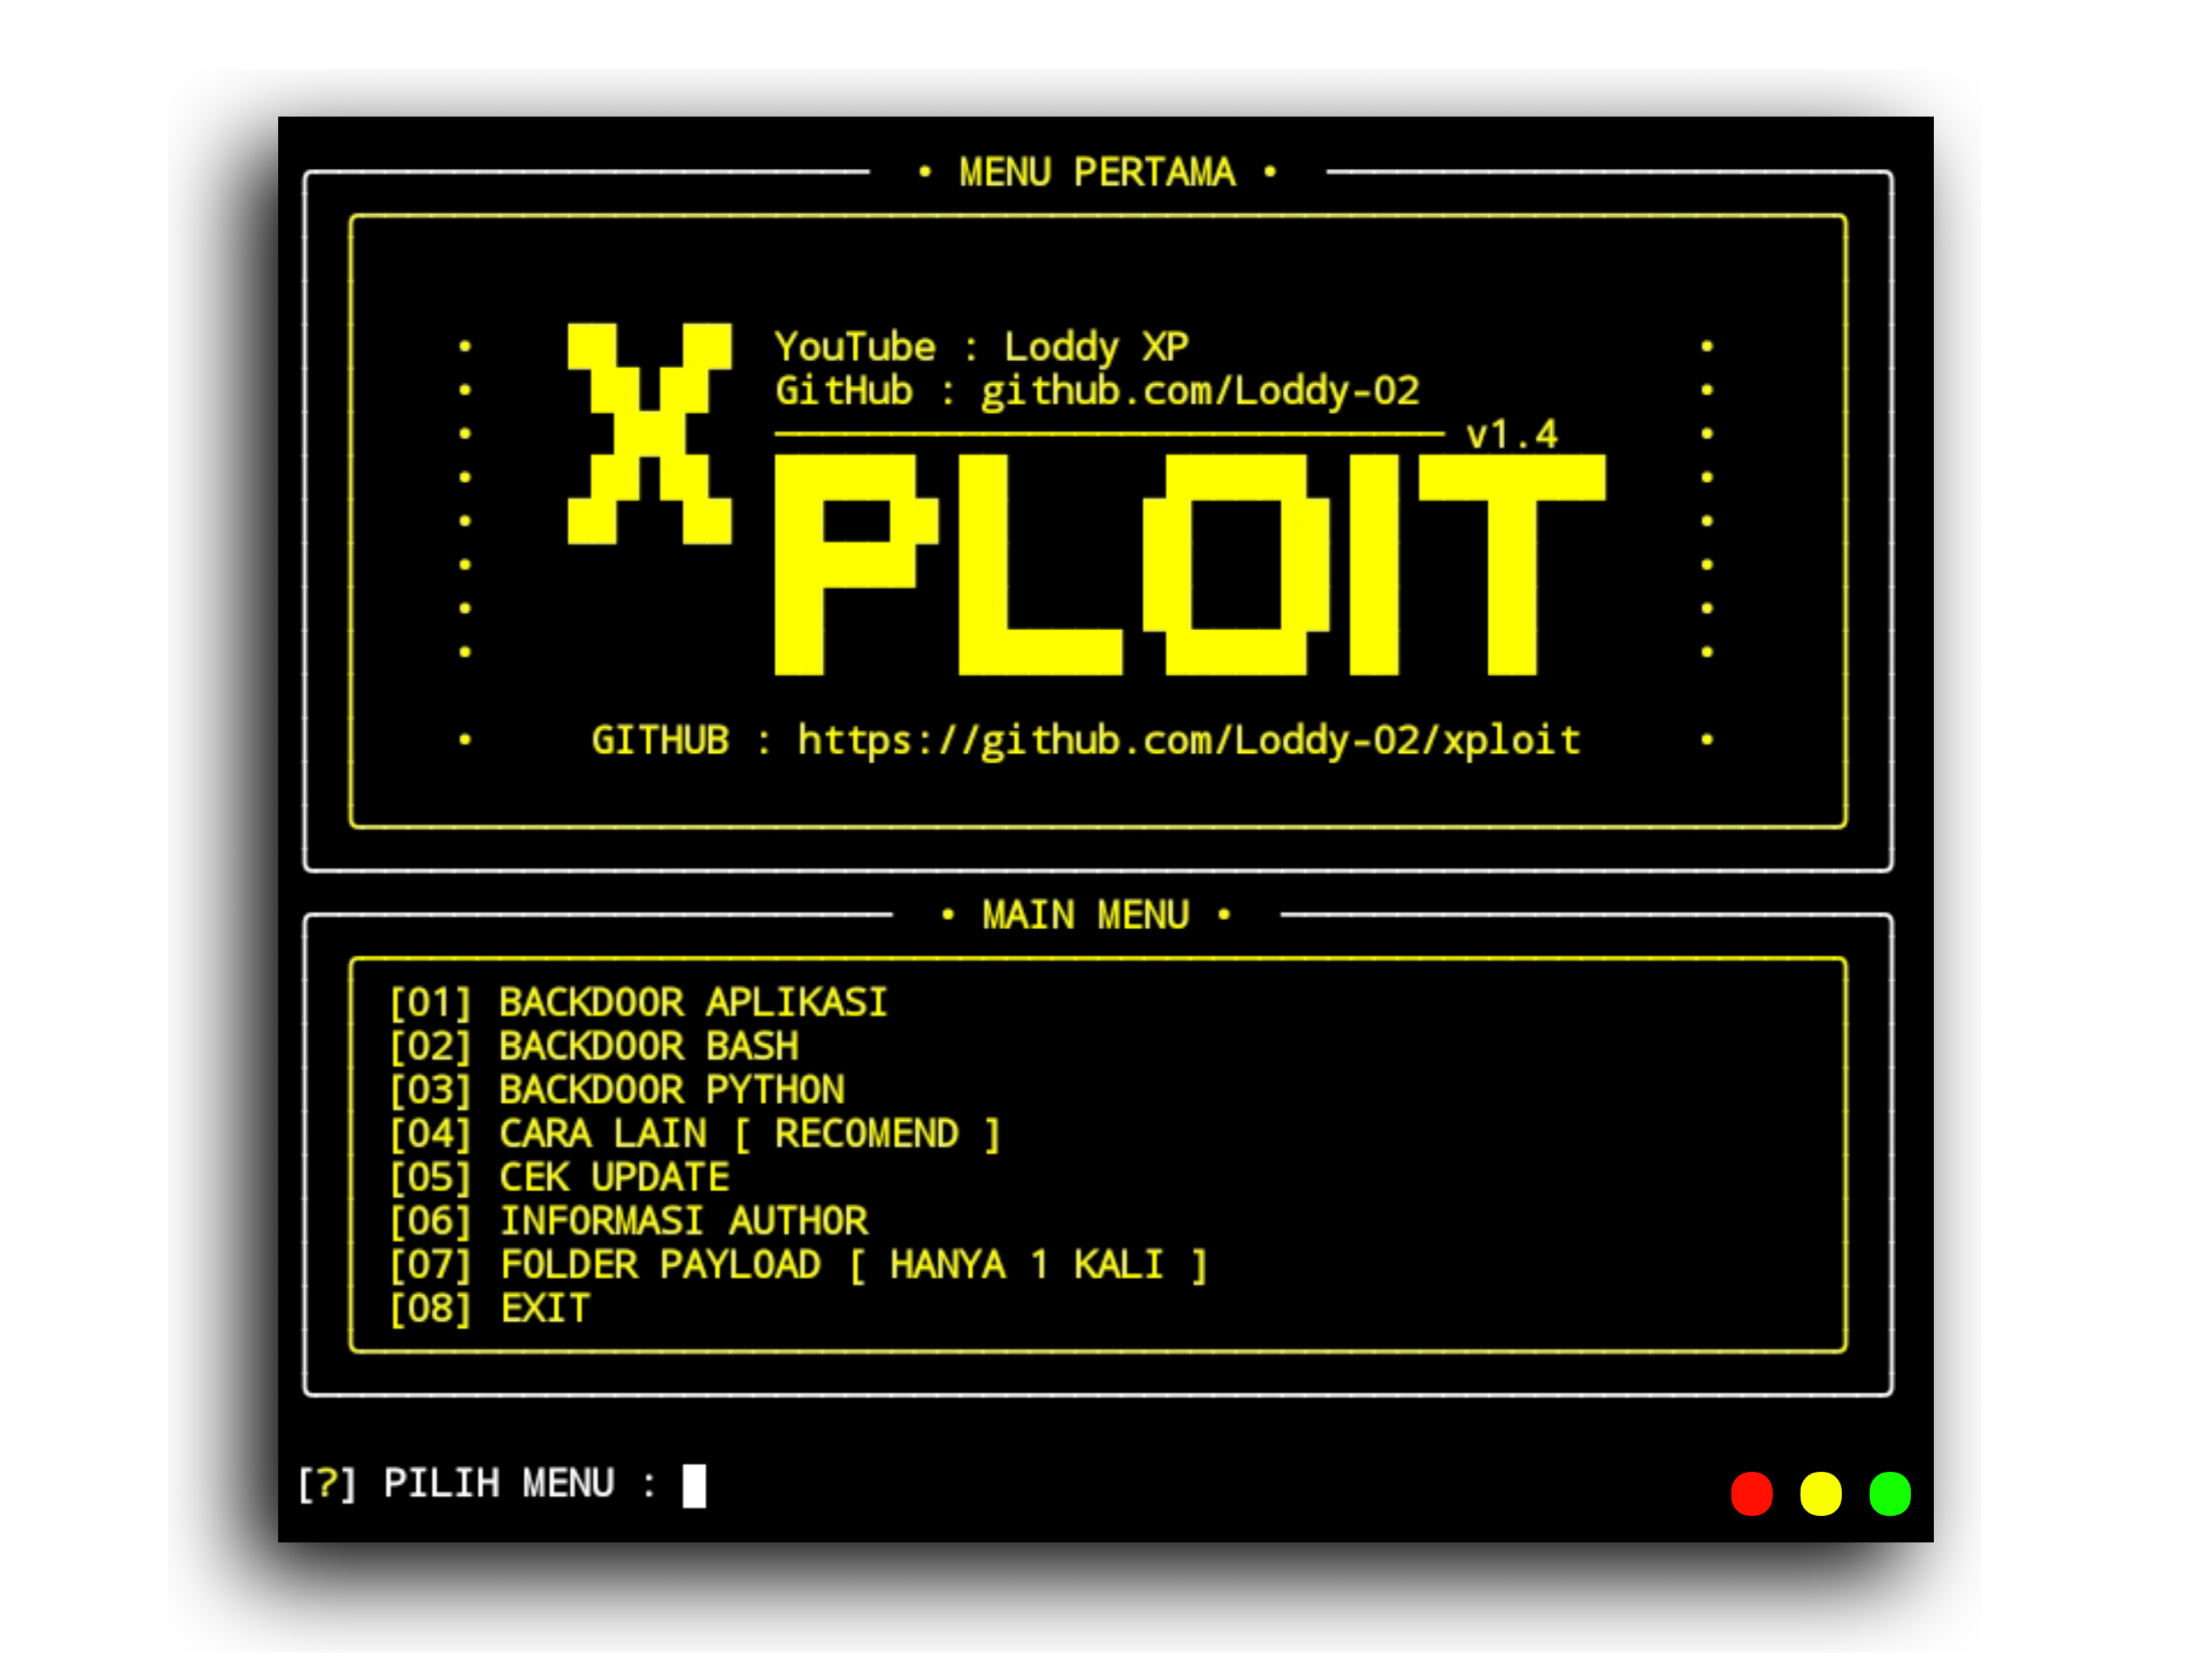 • MENU PERTAMA •
YouTube : Loddy XP
GitHub : github.com/Loddy-02
v1.4
XPLOIT
GITHUB : https://github.com/Loddy-02/xploit
• MAIN MENU •
[01] BACKDOOR APLIKASI
[02] BACKDOOR BASH
[03] BACKDOOR PYTHON
[04] CARA LAIN [ RECOMEND ]
[05] CEK UPDATE
[06] INFORMASI AUTHOR
[07] FOLDER PAYLOAD [ HANYA 1 KALI ]
[08] EXIT
[?] PILIH MENU :